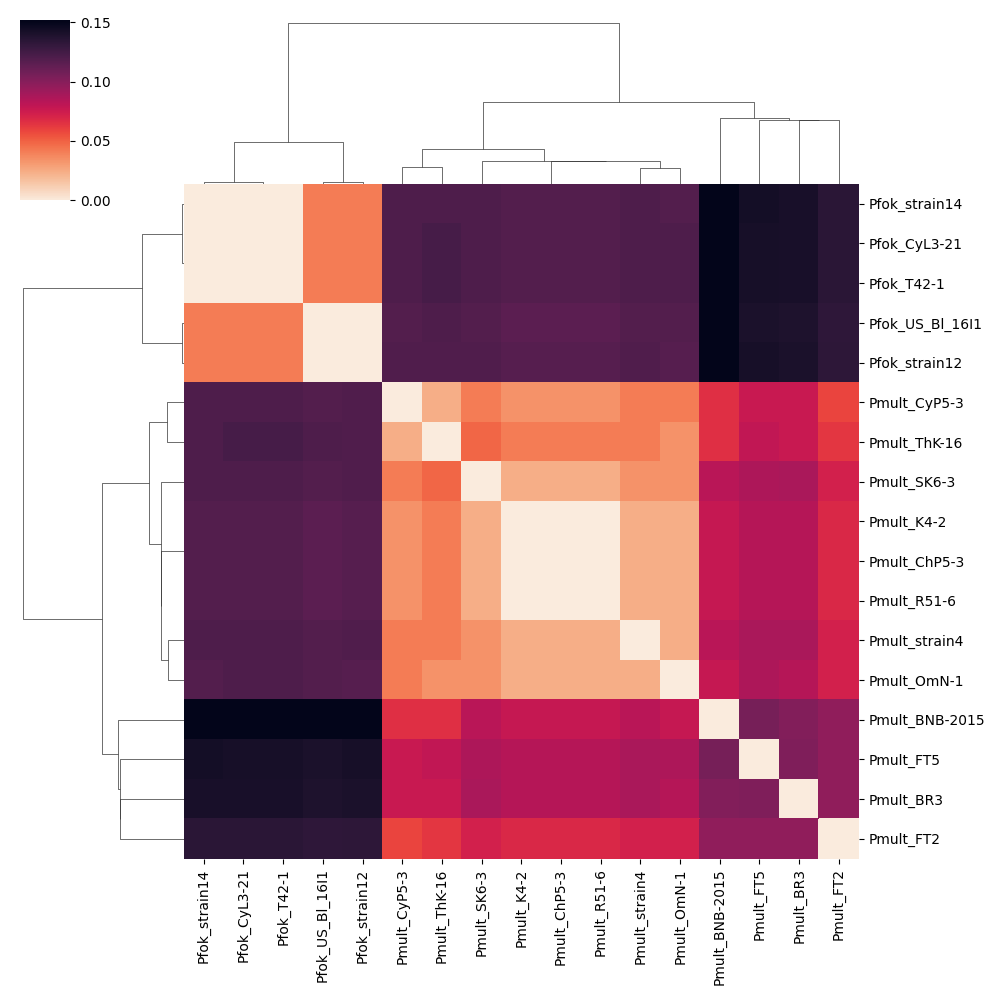 0.15
0.10
0.05
0.00
Pfok_strain14
Pfok_CyL3-21
Pfok_T42-1
Pfok_US_Bl_16I1
Pfok_strain12
Pmult_CyP5-3
Pmult_ThK-16
Pmult_SK6-3
Pmult_K4-2
Pmult_ChP5-3
Pmult_R51-6
Pmult_strain4
Pmult_OmN-1
Pmult_BNB-2015
Pmult_FT5
Pmult_BR3
Pmult_FT2
Pfok_strain14
Pfok_CyL3-21
Pfok_T42-1
Pfok_US_Bl_16I1
Pfok_strain12
Pmult_CyP5-3
Pmult_ThK-16
Pmult_SK6-3
Pmult_K4-2
Pmult_ChP5-3
Pmult_R51-6
Pmult_strain4
Pmult_OmN-1
Pmult_BNB-2015
Pmult_FT5
Pmult_BR3
Pmult_FT2